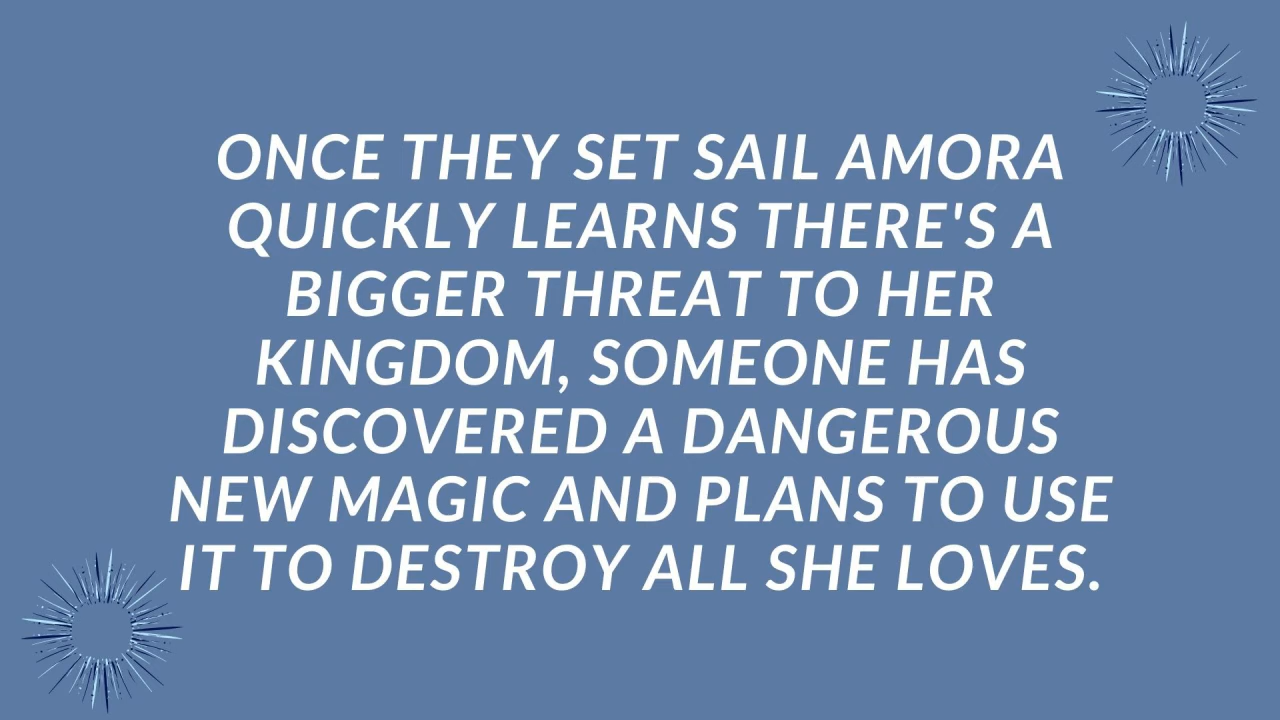 ONCE THEY SET SAIL AMORA
QUICKLY LEARNS THERE'S A
BIGGER THREAT TO HER
KINGDOM, SOMEONE HAS
DISCOVERED A DANGEROUS
NEW MAGIC AND PLANS TO USE
IT TO DESTROY ALL SHE LOVES.